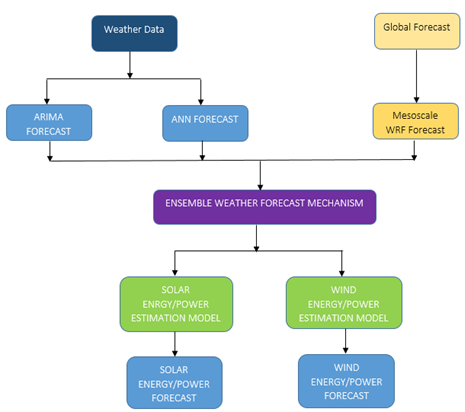 Weather Data
Global Forecast
ARIMA
FORECAST
ANN FORECAST
Mesoscale
WRF Forecast
ENSEMBLE WEATHER FORECAST MECHANISM
SOLAR
ENRGY/POWER
ESTIMATION MODEL
WIND
ENERGY/POWER
ESTIMATION MODEL
SOLAR
ENERGY/POWER
FORECAST
WIND
ENERGY/POWER
FORECAST